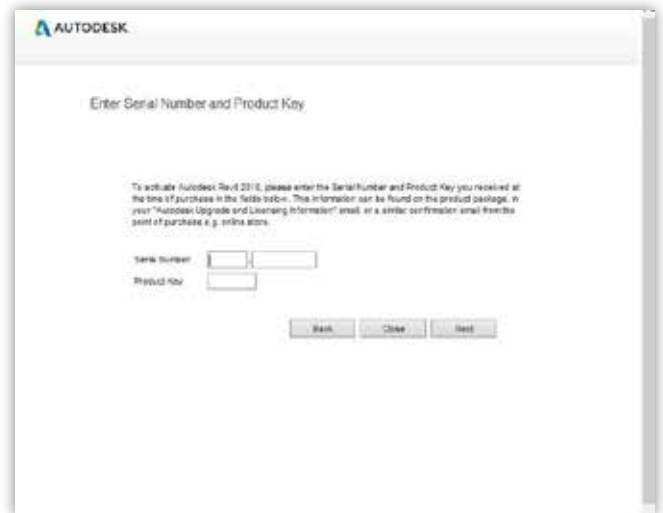 AUTODESK
Enter Serial Number and Product Key
To activate Autodesk Revit 2016, please enter the Serial Number and Product Key you received at
the time of purchase in the fields below. This information can be found on the product package, in
your "Autodesk Upgrade and Licensing Information" email, or a similar confirmation email from the
point of purchase e.g. online store.
Serial Number
Product Key
Back Close Next